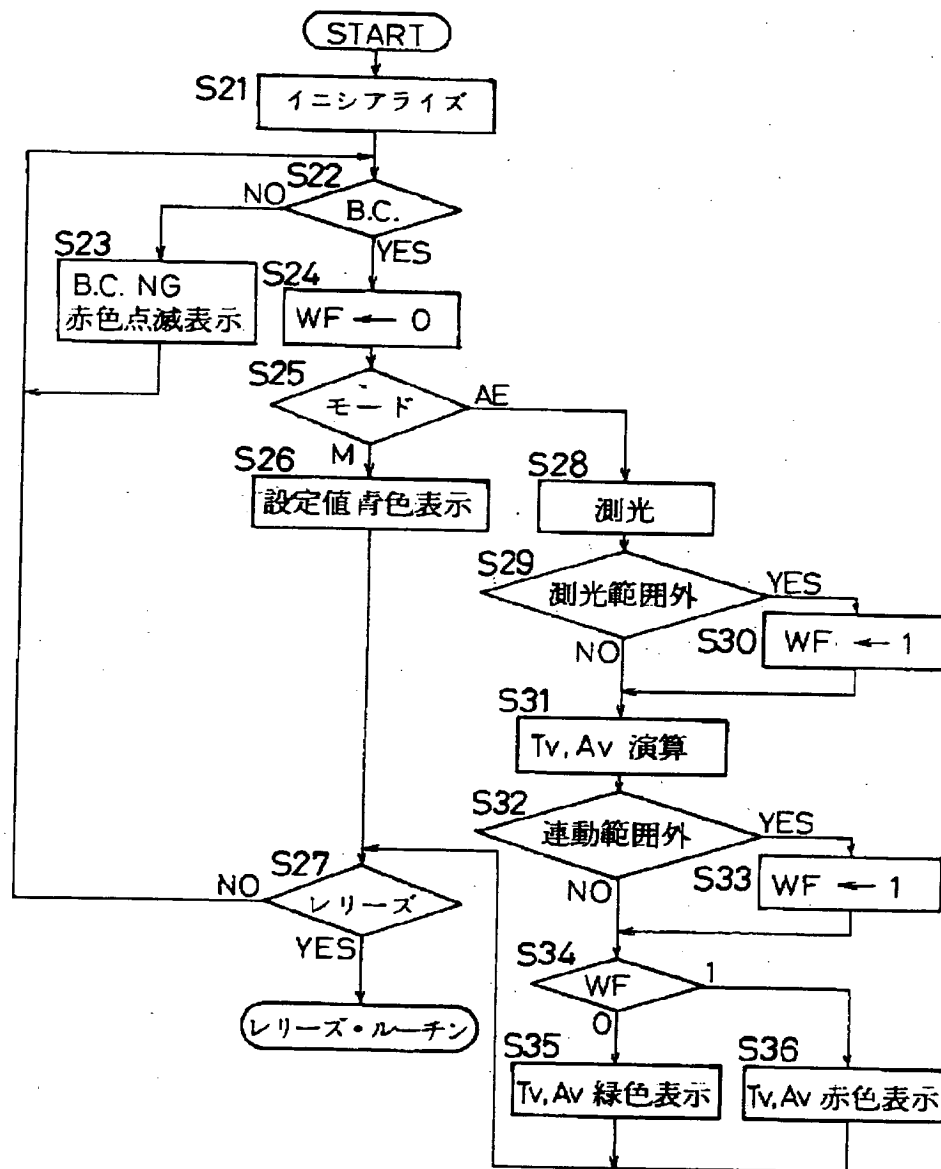 START
S21
イニシアライズ
S22
B.C.
NO
YES
S23
B.C. NG
赤色点滅表示
S24
WF ← 0
S25
モード
AE
M
S26
設定値青色表示
S28
測光
S29
測光範囲外
YES
NO
S30
WF ← 1
S31
Tv, Av 演算
S32
連動範囲外
YES
NO
S33
WF ← 1
S27
レリーズ
NO
YES
レリーズ・ルーチン
S34
WF
1
0
S35
Tv, Av 緑色表示
S36
Tv, Av 赤色表示